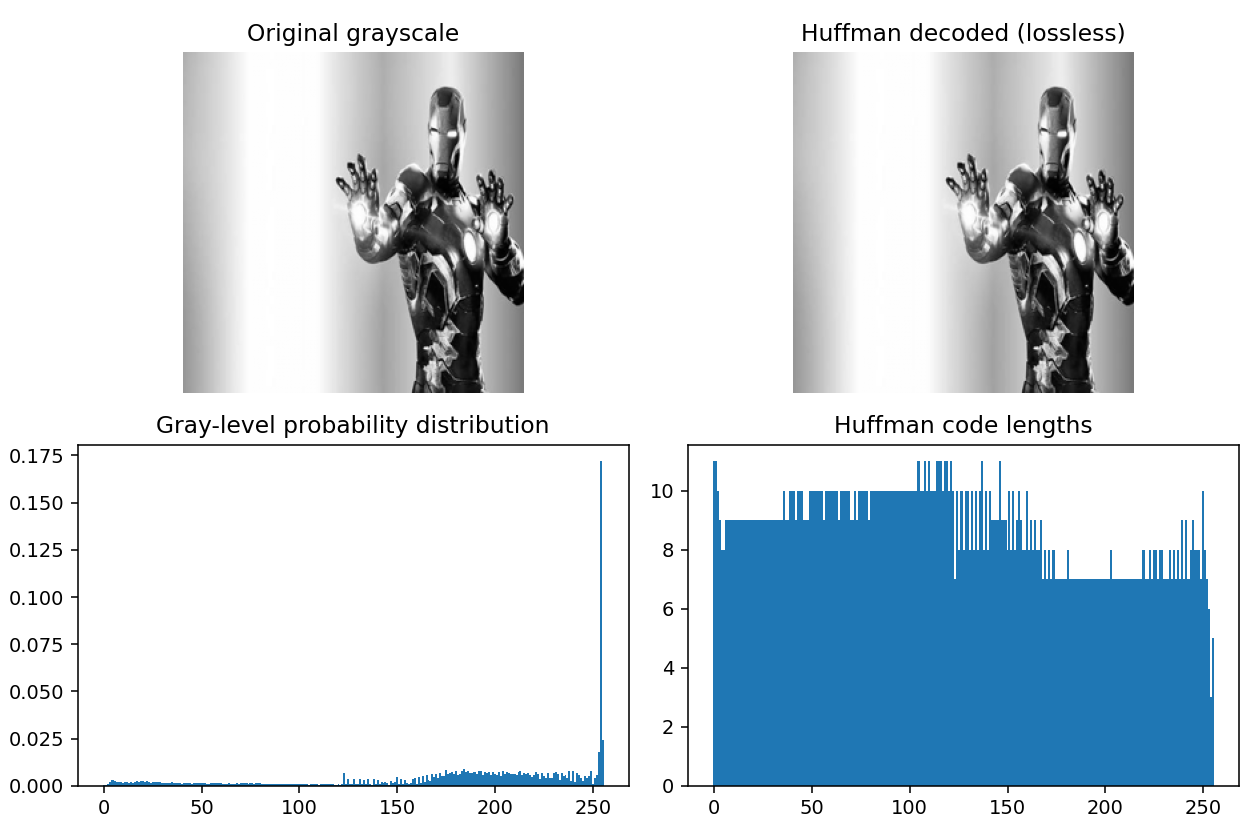 Original grayscale
Huffman decoded (lossless)
Gray-level probability distribution
0.175
0.150
0.125
0.100
0.075
0.050
0.025
0.000
0 50 100 150 200 250
Huffman code lengths
10
8
6
4
2
0
0 50 100 150 200 250